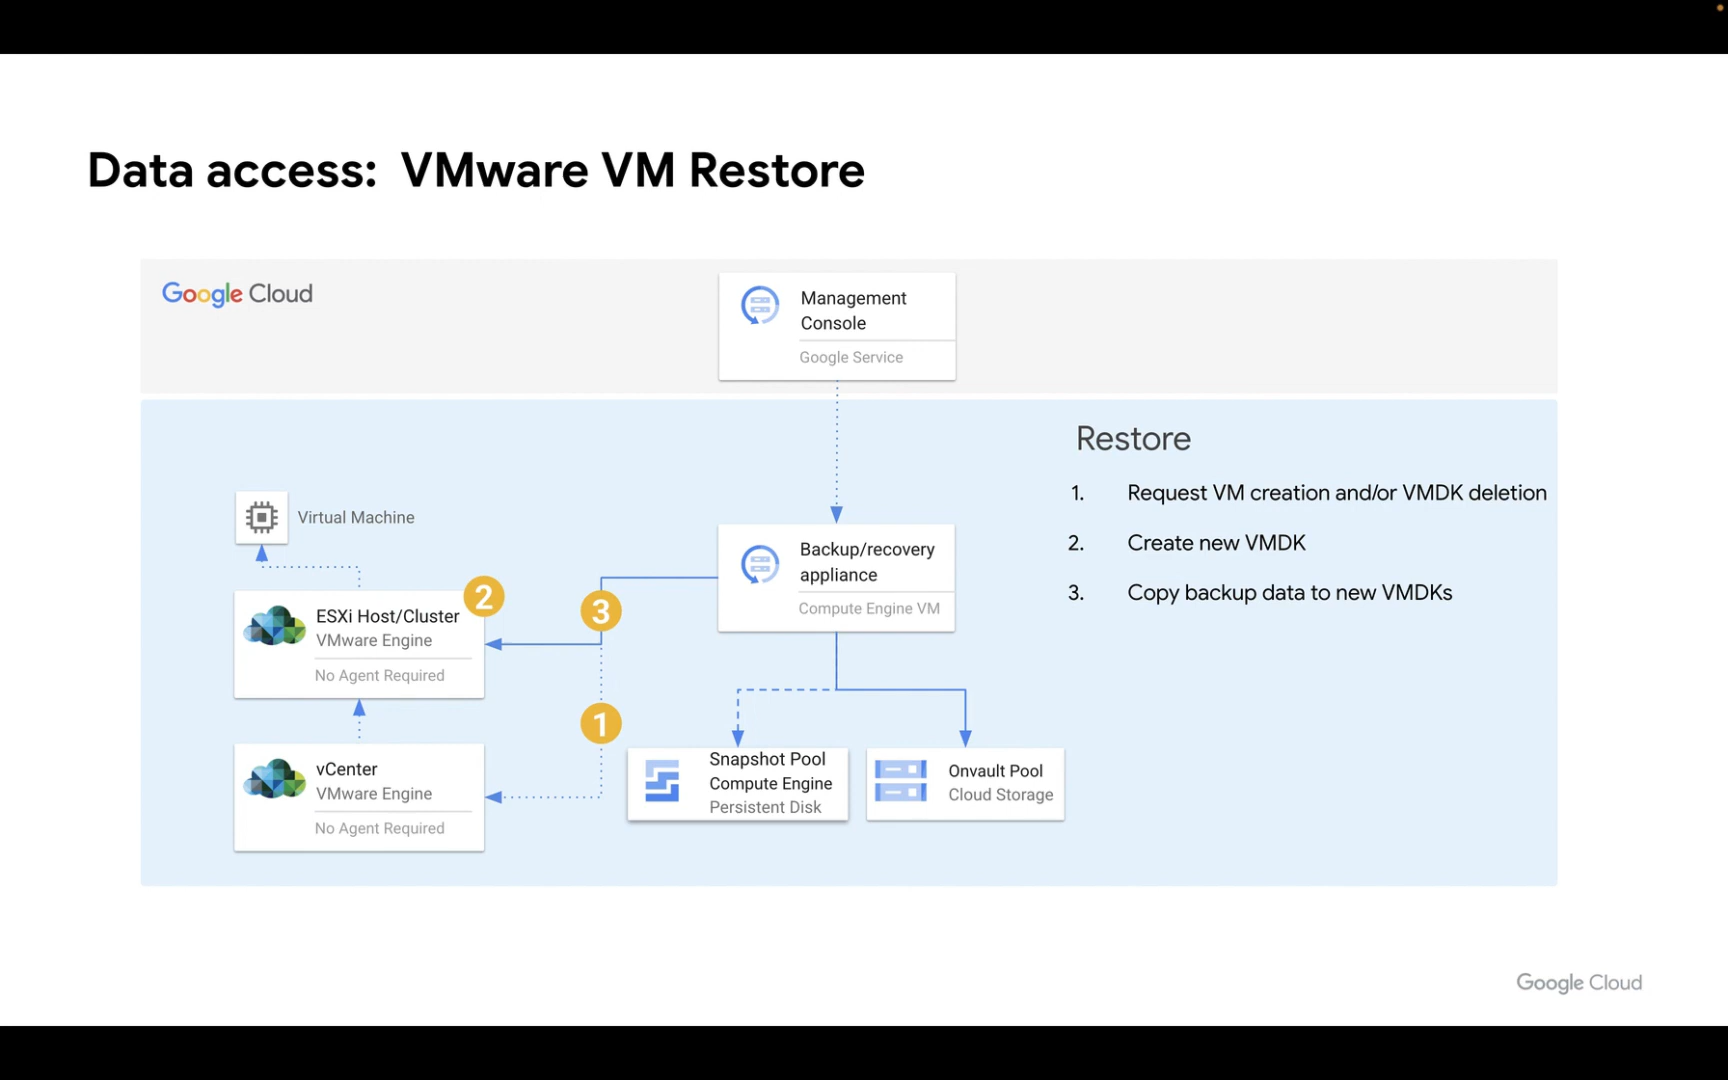 Data access: VMware VM Restore
Google Cloud
Management
Console
Google Service
Restore
1. Request VM creation and/or VMDK deletion
2. Create new VMDK
3. Copy backup data to new VMDKs
Virtual Machine
Backup/recovery
appliance
Compute Engine VM
ESXi Host/Cluster
VMware Engine
No Agent Required
2
3
1
vCenter
VMware Engine
No Agent Required
Snapshot Pool
Compute Engine
Persistent Disk
Onvault Pool
Cloud Storage
Google Cloud